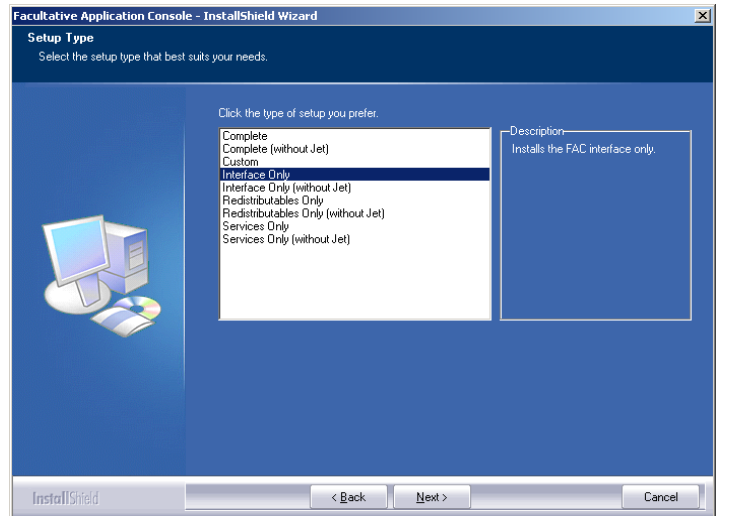 Facultative Application Console - InstallShield Wizard
Setup Type
Select the setup type that best suits your needs.
Click the type of setup you prefer.
Complete
Complete (without Jet)
Custom
Interface Only
Interface Only (without Jet)
Redistributables Only
Redistributables Only (without Jet)
Services Only
Services Only (without Jet)
Description
Installs the FAC interface only.
InstallShield
< Back
Next >
Cancel